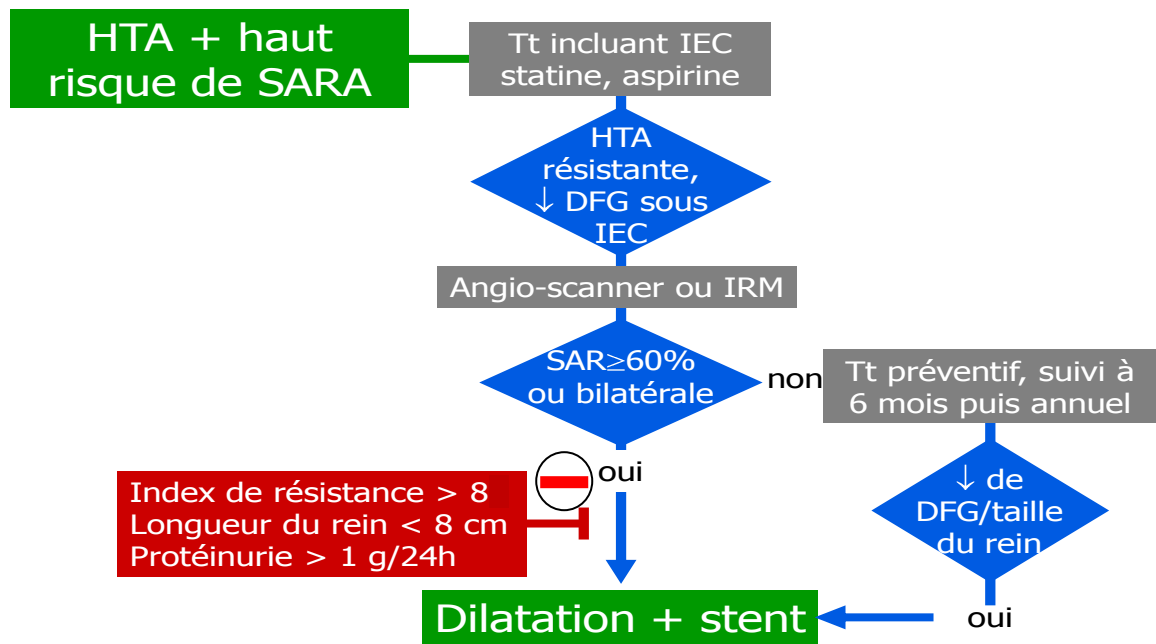 HTA + haut
risque de SARA
Tt incluant IEC
statine, aspirine
HTA
résistante,
↓ DFG sous
IEC
Angio-scanner ou IRM
SAR≥60%
ou bilatérale
non
Tt préventif, suivi à
6 mois puis annuel
oui
Index de résistance > 8
Longueur du rein < 8 cm
Protéinurie > 1 g/24h
↓ de
DFG/taille
du rein
oui
Dilatation + stent